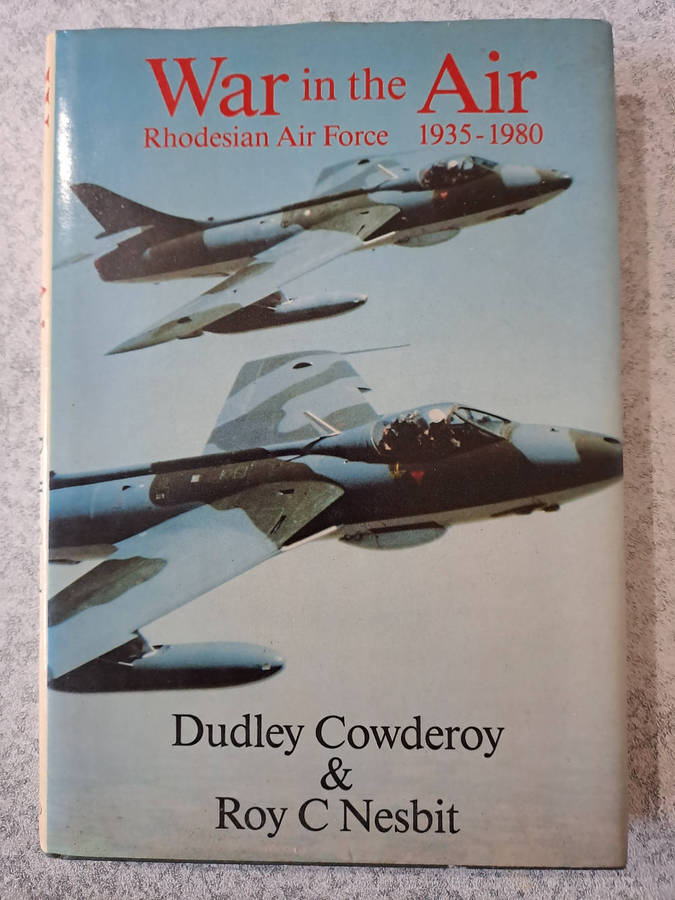 War in the Air
Rhodesian Air Force 1935-1980
Dudley Cowderoy
&
Roy C Nesbit